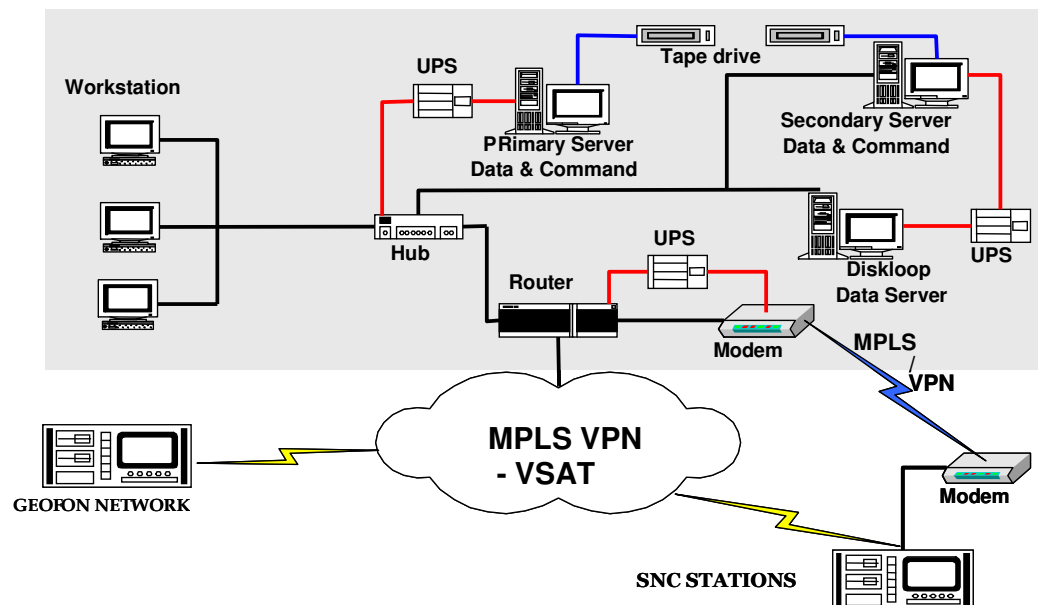 Tape drive
UPS
Workstation
PRimary Server
Data & Command
Secondary Server
Data & Command
Hub
UPS
UPS
Router
Diskloop
Data Server
Modem
MPLS
/
VPN
MPLS VPN
- VSAT
GEOFON NETWORK
Modem
SNC STATIONS